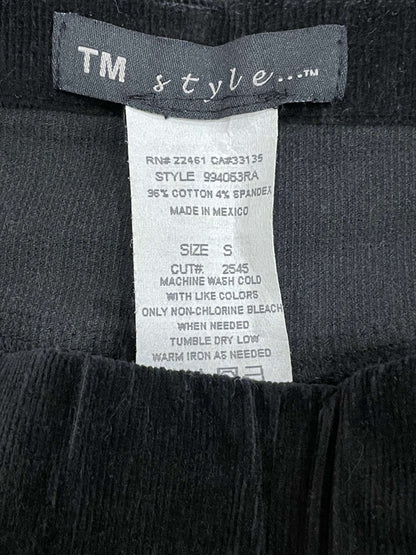 TM style...™
RN# 22461 CA#33135
STYLE 994053RA
96% COTTON 4% SPANDEX
MADE IN MEXICO
SIZE S
CUT#: 2545
MACHINE WASH COLD
WITH LIKE COLORS
ONLY NON-CHLORINE BLEACH
WHEN NEEDED
TUMBLE DRY LOW
WARM IRON AS NEEDED